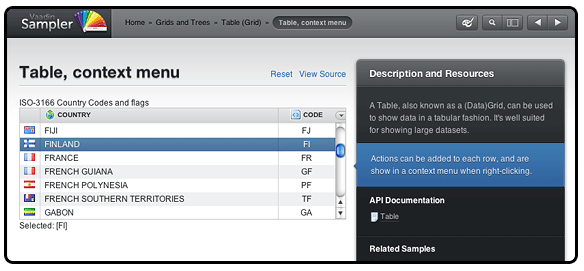 Vaadin
Sampler
Home » Grids and Trees » Table (Grid) » Table, context menu
Table, context menu
Reset View Source
ISO-3166 Country Codes and flags
COUNTRY CODE
FIJI FJ
FINLAND FI
FRANCE FR
FRENCH GUIANA GF
FRENCH POLYNESIA PF
FRENCH SOUTHERN TERRITORIES TF
GABON GA
Selected: [FI]
Description and Resources
A Table, also known as a (Data)Grid, can be used
to show data in a tabular fashion. It's well suited
for showing large datasets.
Actions can be added to each row, and are
show in a context menu when right-clicking.
API Documentation
Table
Related Samples